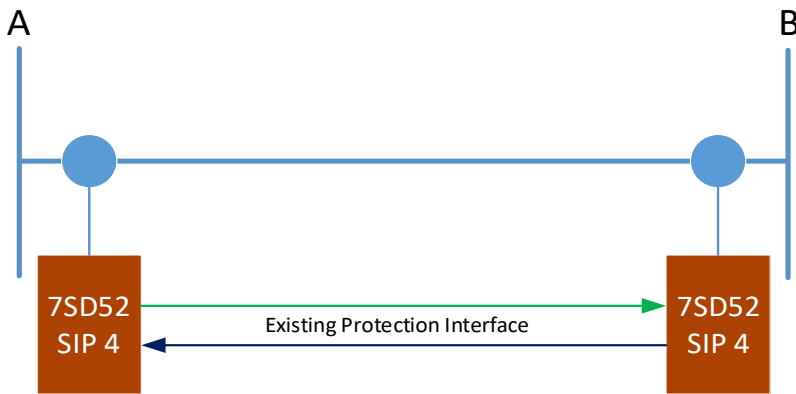 A
B
7SD52
SIP 4
Existing Protection Interface
7SD52
SIP 4